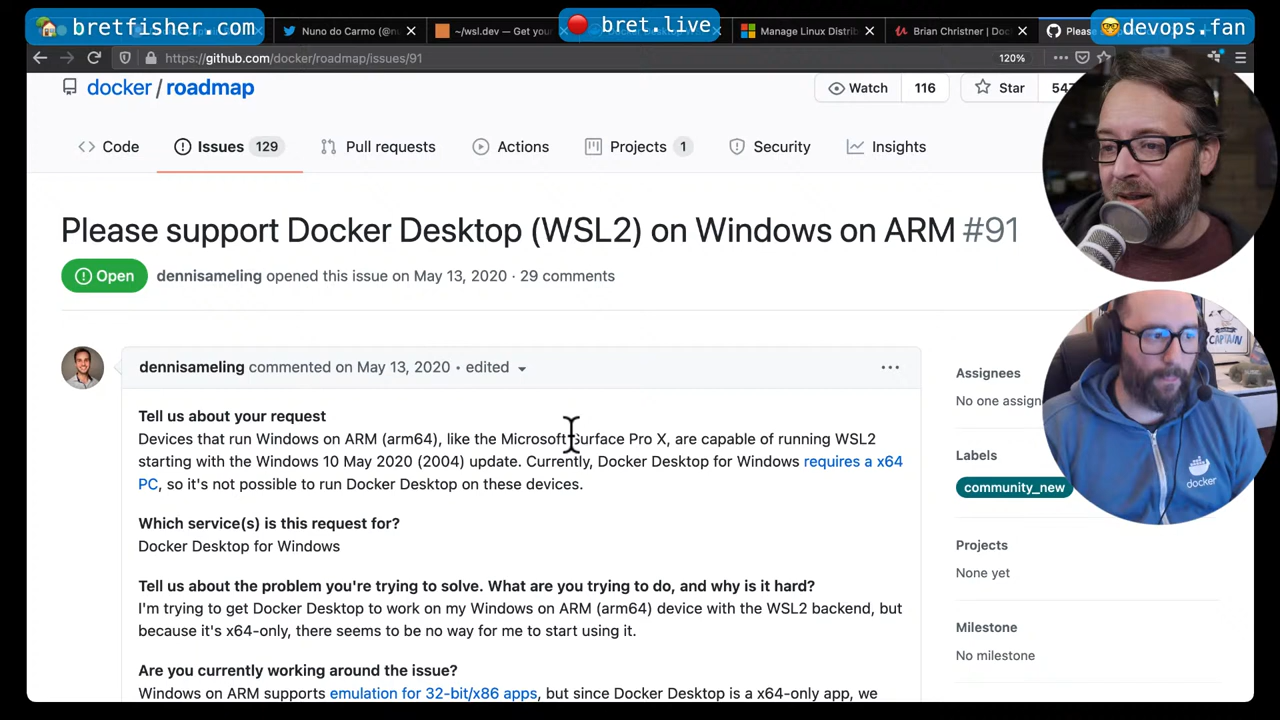 bretfisher.com
bret.live
devops.fan
Nuno do Carmo (@n
~/wsl.dev — Get you
Manage Linux Distrib
Brian Christner | Doc
Pleas
https://github.com/docker/roadmap/issues/91
120%
docker / roadmap
Watch 116
Star 547
Code
Issues 129
Pull requests
Actions
Projects 1
Security
Insights
Please support Docker Desktop (WSL2) on Windows on ARM #91
Open
dennisameling opened this issue on May 13, 2020 · 29 comments
dennisameling commented on May 13, 2020 • edited
Tell us about your request
Devices that run Windows on ARM (arm64), like the Microsoft Surface Pro X, are capable of running WSL2
starting with the Windows 10 May 2020 (2004) update. Currently, Docker Desktop for Windows requires a x64
PC, so it's not possible to run Docker Desktop on these devices.
Which service(s) is this request for?
Docker Desktop for Windows
Tell us about the problem you're trying to solve. What are you trying to do, and why is it hard?
I'm trying to get Docker Desktop to work on my Windows on ARM (arm64) device with the WSL2 backend, but
because it's x64-only, there seems to be no way for me to start using it.
Are you currently working around the issue?
Windows on ARM supports emulation for 32-bit/x86 apps, but since Docker Desktop is a x64-only app, we
Assignees
No one assign
Labels
community_new
Projects
None yet
Milestone
No milestone
CAPTAIN
docker